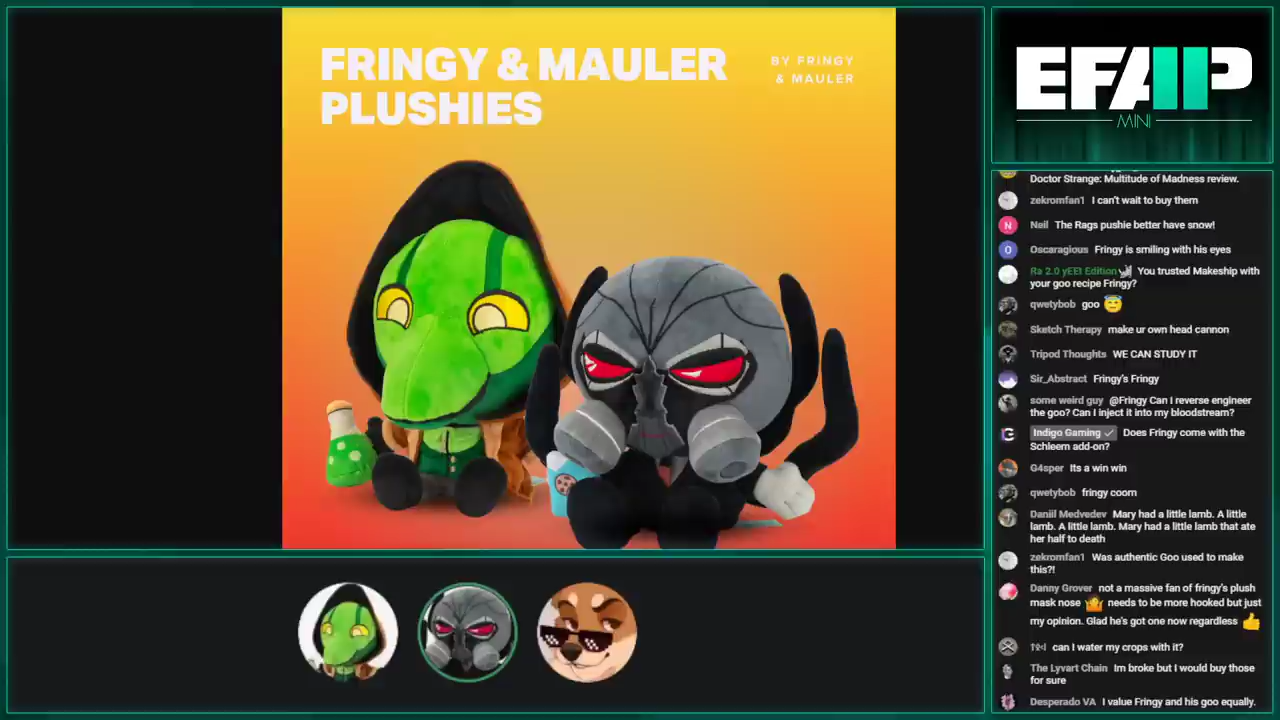 FRINGY & MAULER
PLUSHIES
BY FRINGY
& MAULER
EFAP
MINI
Doctor Strange: Multitude of Madness review.
zekromfan1 I can't wait to buy them
N
Neil The Rags pushie better have snow!
O
Oscaragious Fringy is smiling with his eyes
Ra 2.0 yEEt Edition You trusted Makeship with
your goo recipe Fringy?
qwetybob goo 😇
Sketch Therapy make ur own head cannon
Tripod Thoughts WE CAN STUDY IT
Sir_Abstract Fringy's Fringy
some weird guy @Fringy Can I reverse engineer
the goo? Can I inject it into my bloodstream?
Indigo Gaming ✓ Does Fringy come with the
Schleem add-on?
G4sper Its a win win
qwetybob fringy coom
Daniil Medvedev Mary had a little lamb. A little
lamb. A little lamb. Mary had a little lamb that ate
her half to death
zekromfan1 Was authentic Goo used to make
this?!
Danny Grover not a massive fan of fringy's plush
mask nose 🤷 needs to be more hooked but just
my opinion. Glad he's got one now regardless 👍
can I water my crops with it?
The Lyvart Chain Im broke but I would buy those
for sure
Desperado VA I value Fringy and his goo equally.